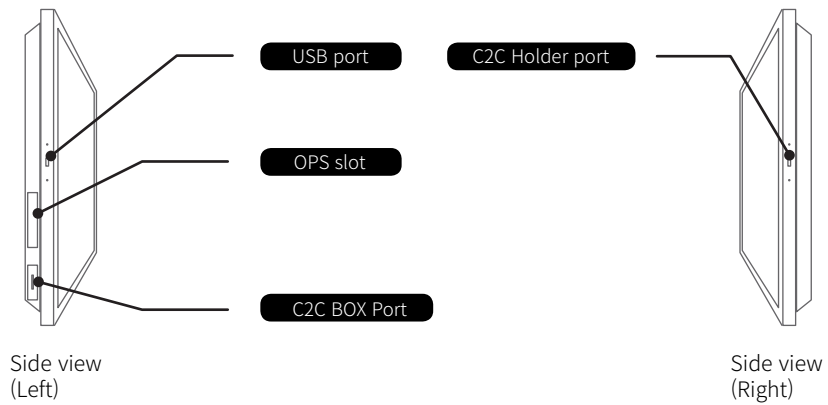 USB port
C2C Holder port
OPS slot
C2C BOX Port
Side view
(Left)
Side view
(Right)